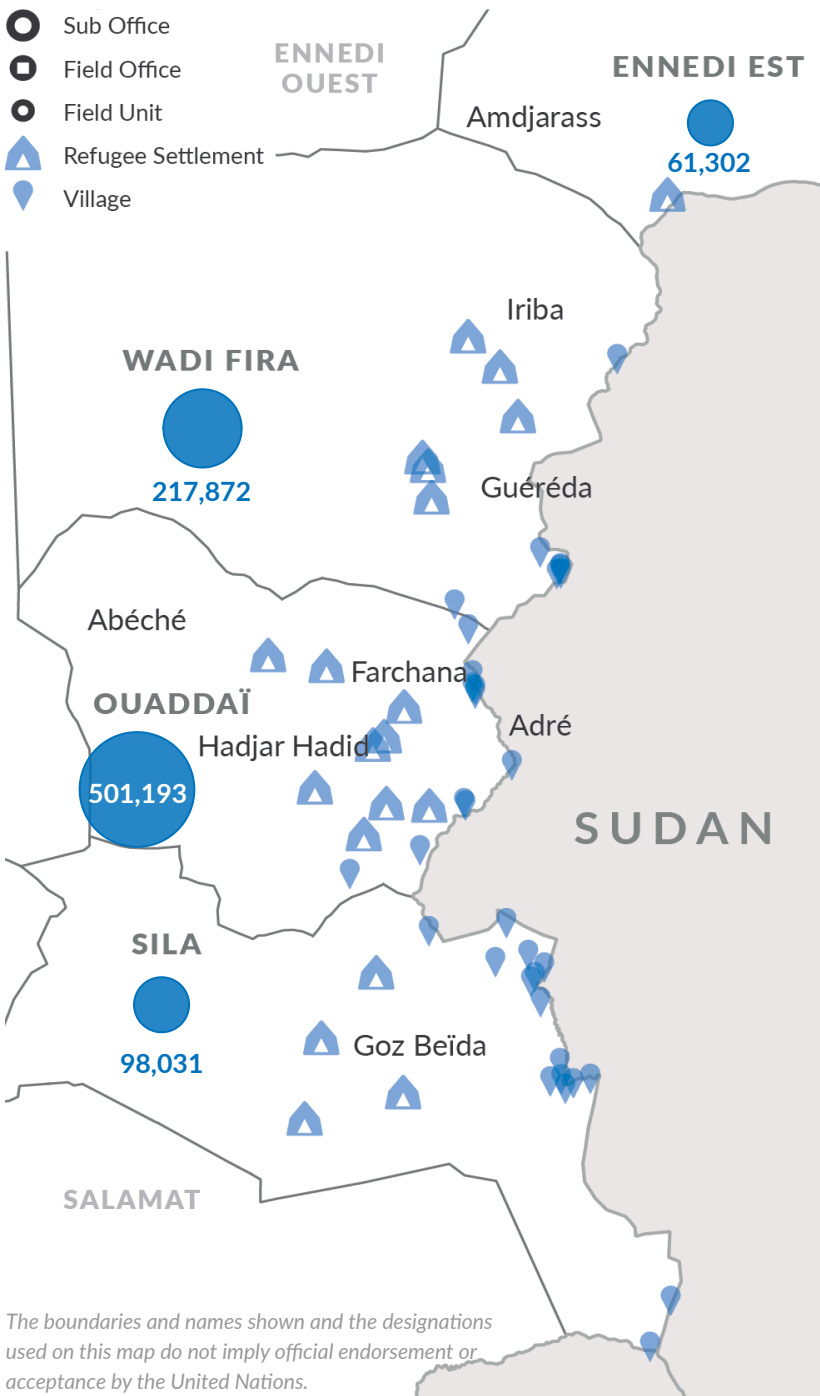 Sub Office
Field Office
Field Unit
Refugee Settlement
Village
ENNEDI
OUEST
ENNEDI EST
Amdjarass
61,302
Iriba
WADI FIRA
217,872
Guéréda
Abéché
Farchana
OUADDAÏ
Hadjar Hadid
Adré
501,193
SUDAN
SILA
98,031
Goz Beïda
SALAMAT
The boundaries and names shown and the designations
used on this map do not imply official endorsement or
acceptance by the United Nations.